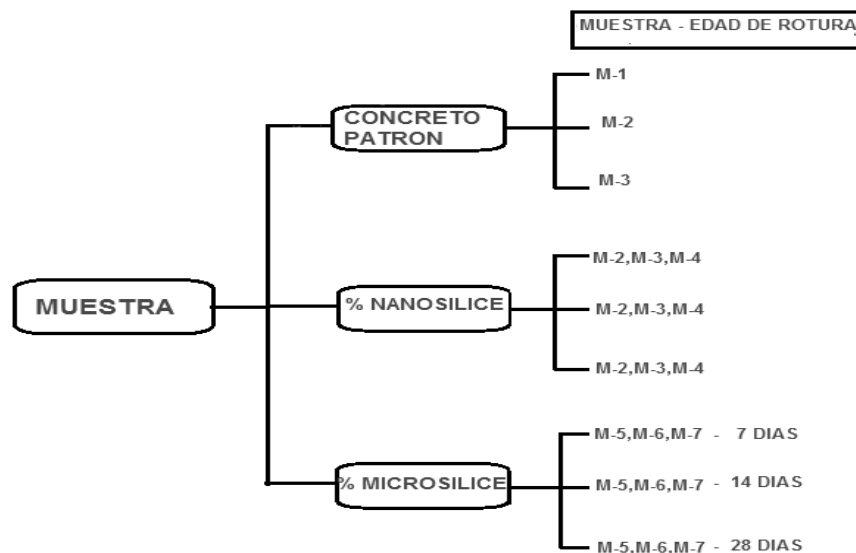 MUESTRA - EDAD DE ROTURA
M-1
CONCRETO
PATRON
M-2
M-3
M-2,M-3,M-4
MUESTRA
% NANOSILICE
M-2,M-3,M-4
M-2,M-3,M-4
M-5,M-6,M-7 - 7 DIAS
% MICROSILICE
M-5,M-6,M-7 - 14 DIAS
M-5,M-6,M-7 - 28 DIAS